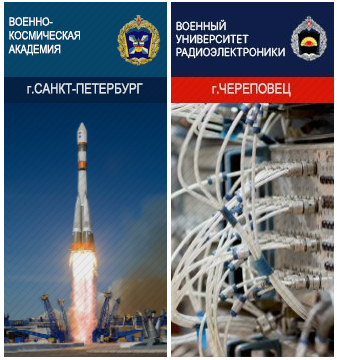 ВОЕННО-
КОСМИЧЕСКАЯ
АКАДЕМИЯ
г.САНКТ-ПЕТЕРБУРГ
ВОЕННЫЙ
УНИВЕРСИТЕТ
РАДИОЭЛЕКТРОНИКИ
г.ЧЕРЕПОВЕЦ